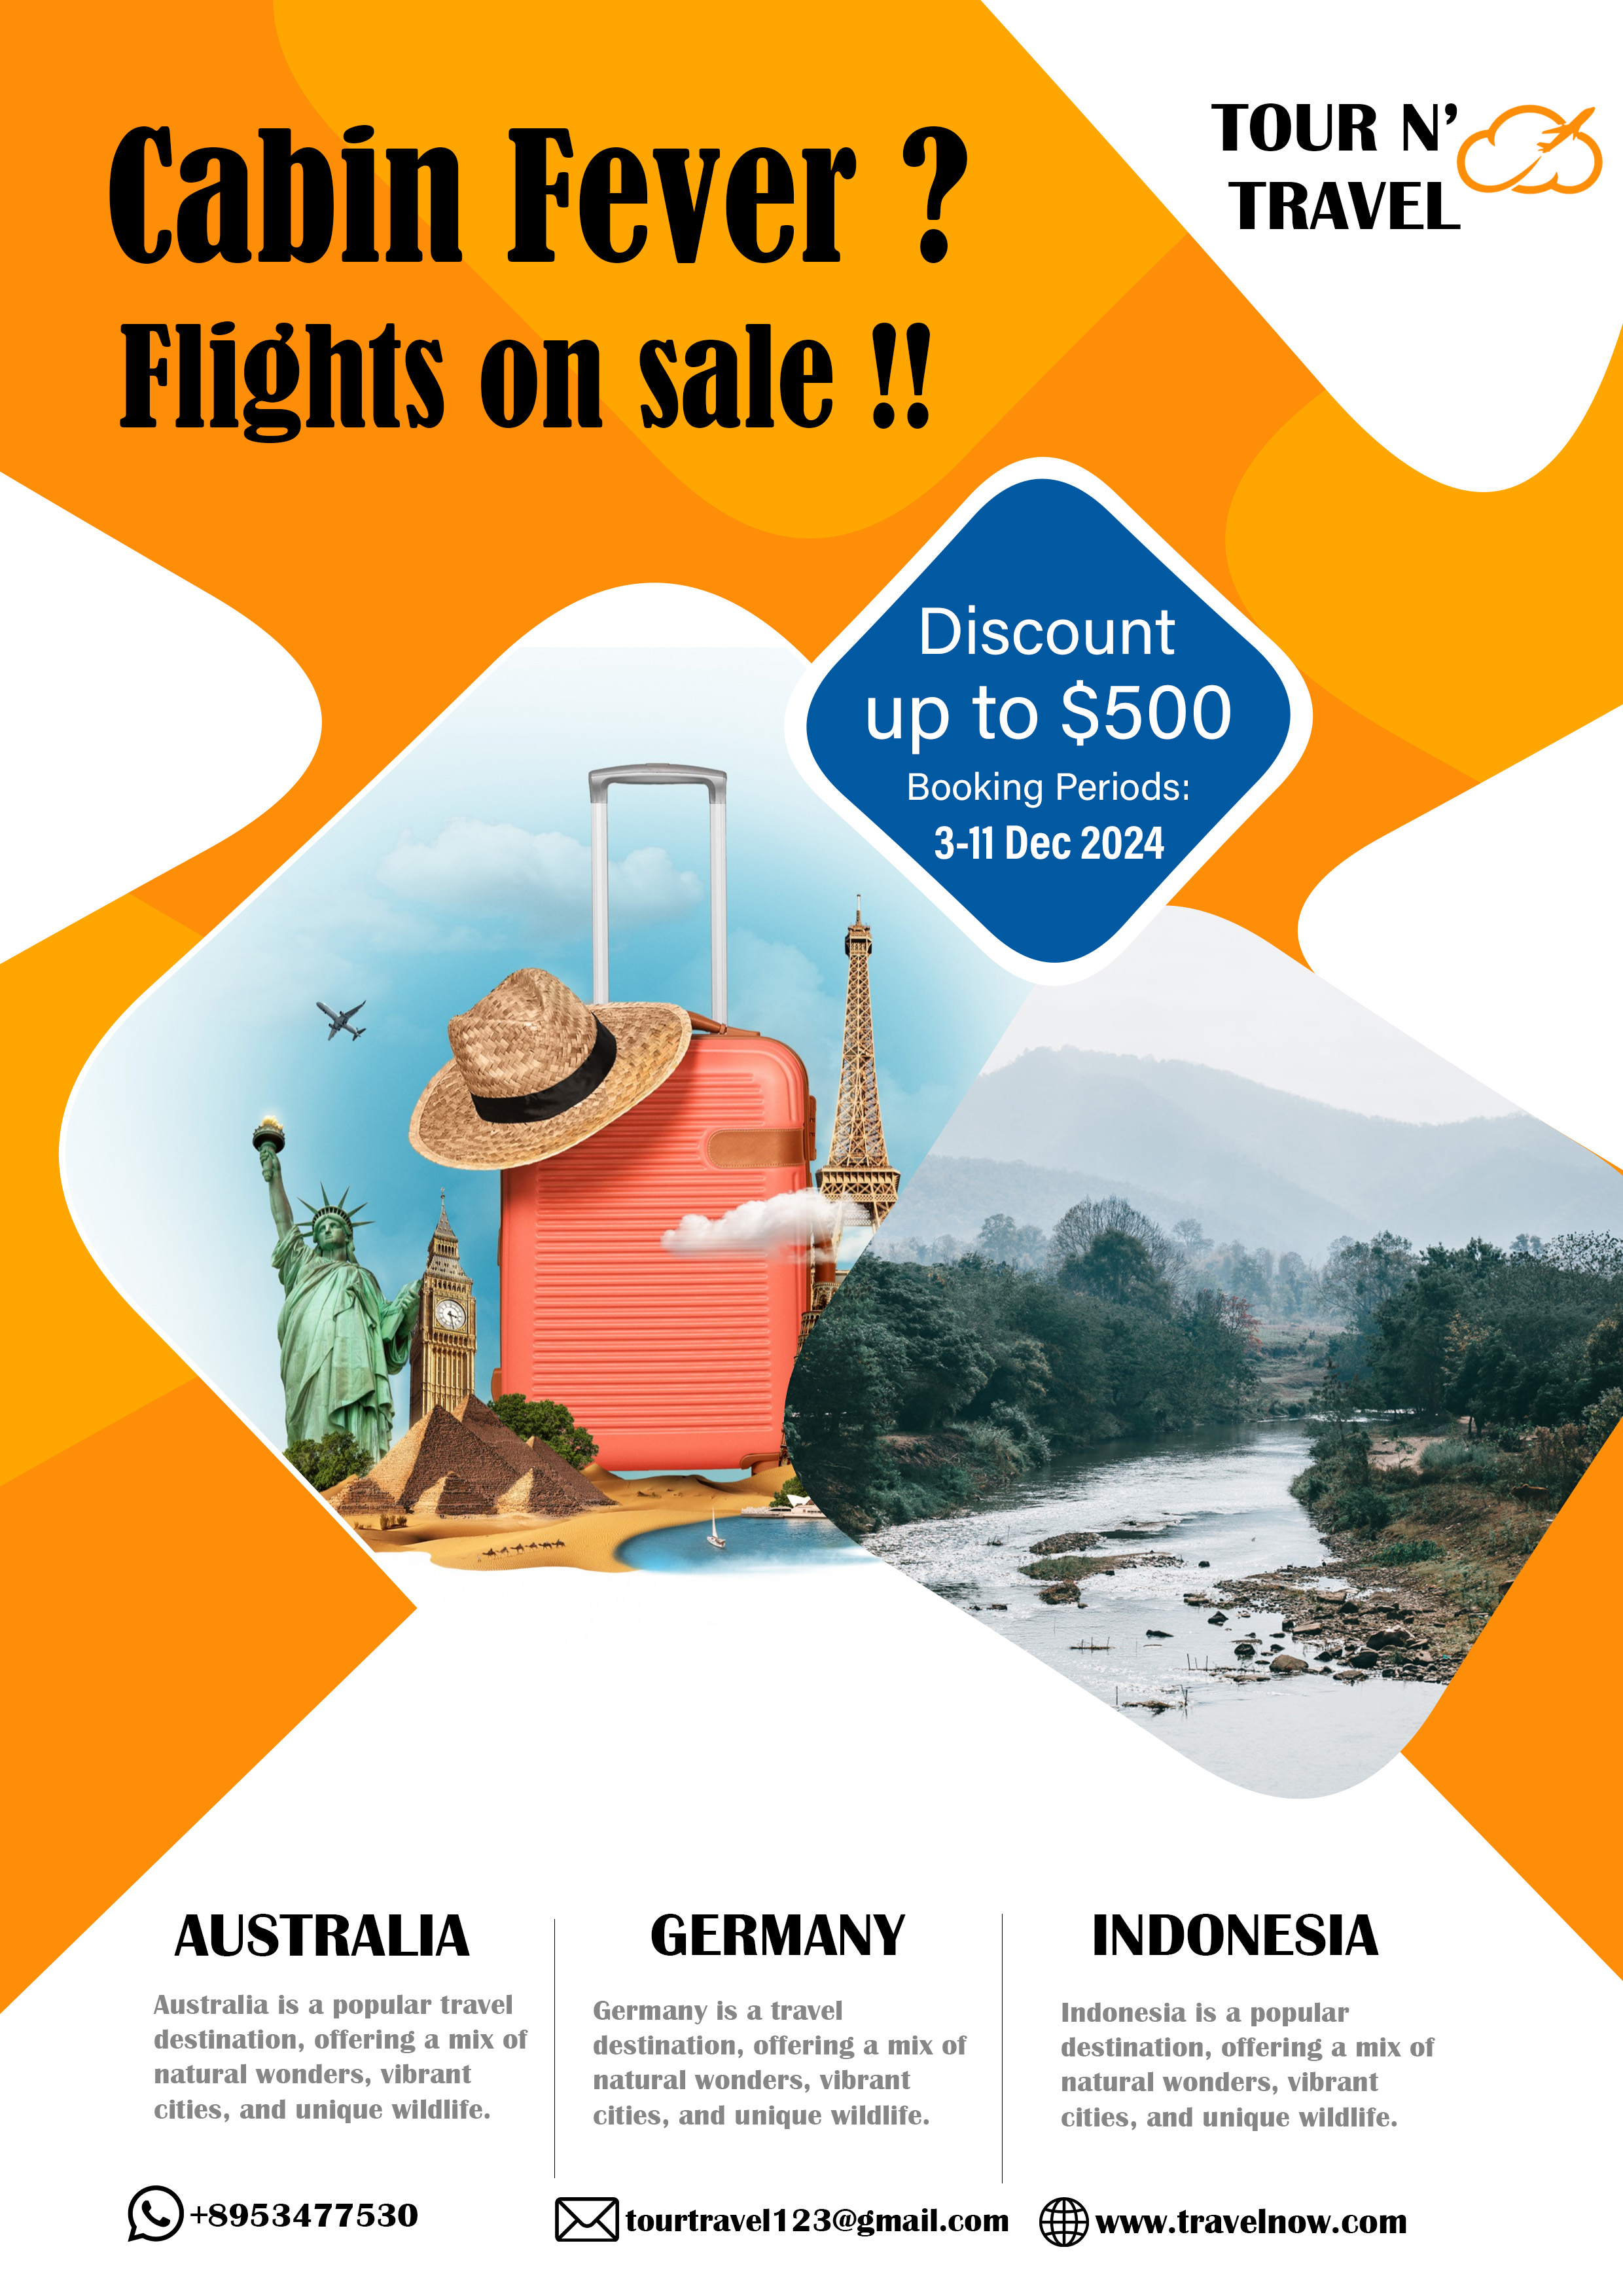 Cabin Fever ?
Flights on sale !!
TOUR N'
TRAVEL
Discount
up to $500
Booking Periods:
3-11 Dec 2024
AUSTRALIA
Australia is a popular travel
destination, offering a mix of
natural wonders, vibrant
cities, and unique wildlife.
GERMANY
Germany is a travel
destination, offering a mix of
natural wonders, vibrant
cities, and unique wildlife.
INDONESIA
Indonesia is a popular
destination, offering a mix of
natural wonders, vibrant
cities, and unique wildlife.
+8953477530
tourtravel123@gmail.com
www.travelnow.com